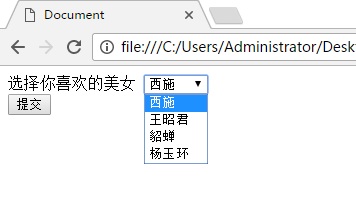 Document
file:///C:/Users/Administrator/Deskt
选择你喜欢的美女 西施
西施
王昭君
貂蝉
杨玉环
提交